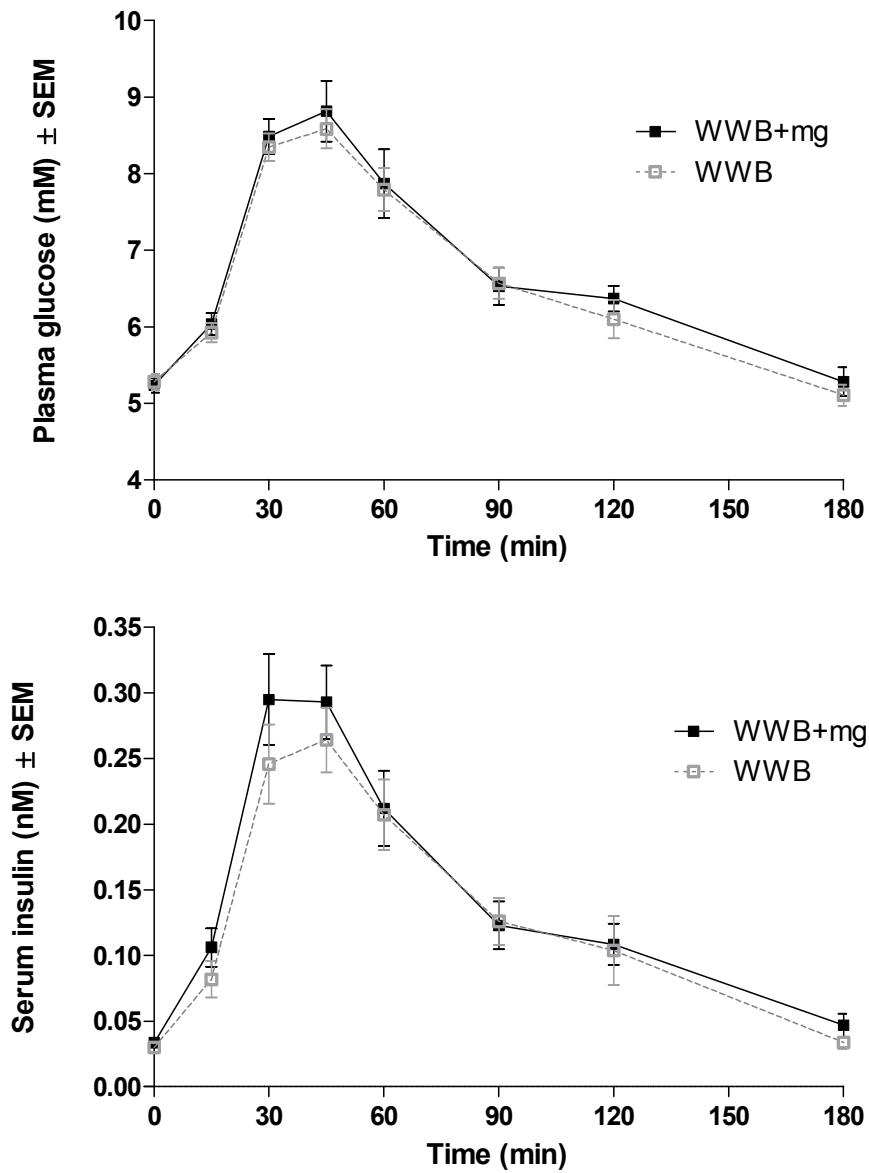 Plasma glucose (mM) ± SEM
10
9
8
7
6
5
4
WWB+mg
WWB
0 30 60 90 120 150 180
Time (min)
Serum insulin (nM) ± SEM
0.35
0.30
0.25
0.20
0.15
0.10
0.05
0.00
WWB+mg
WWB
0 30 60 90 120 150 180
Time (min)